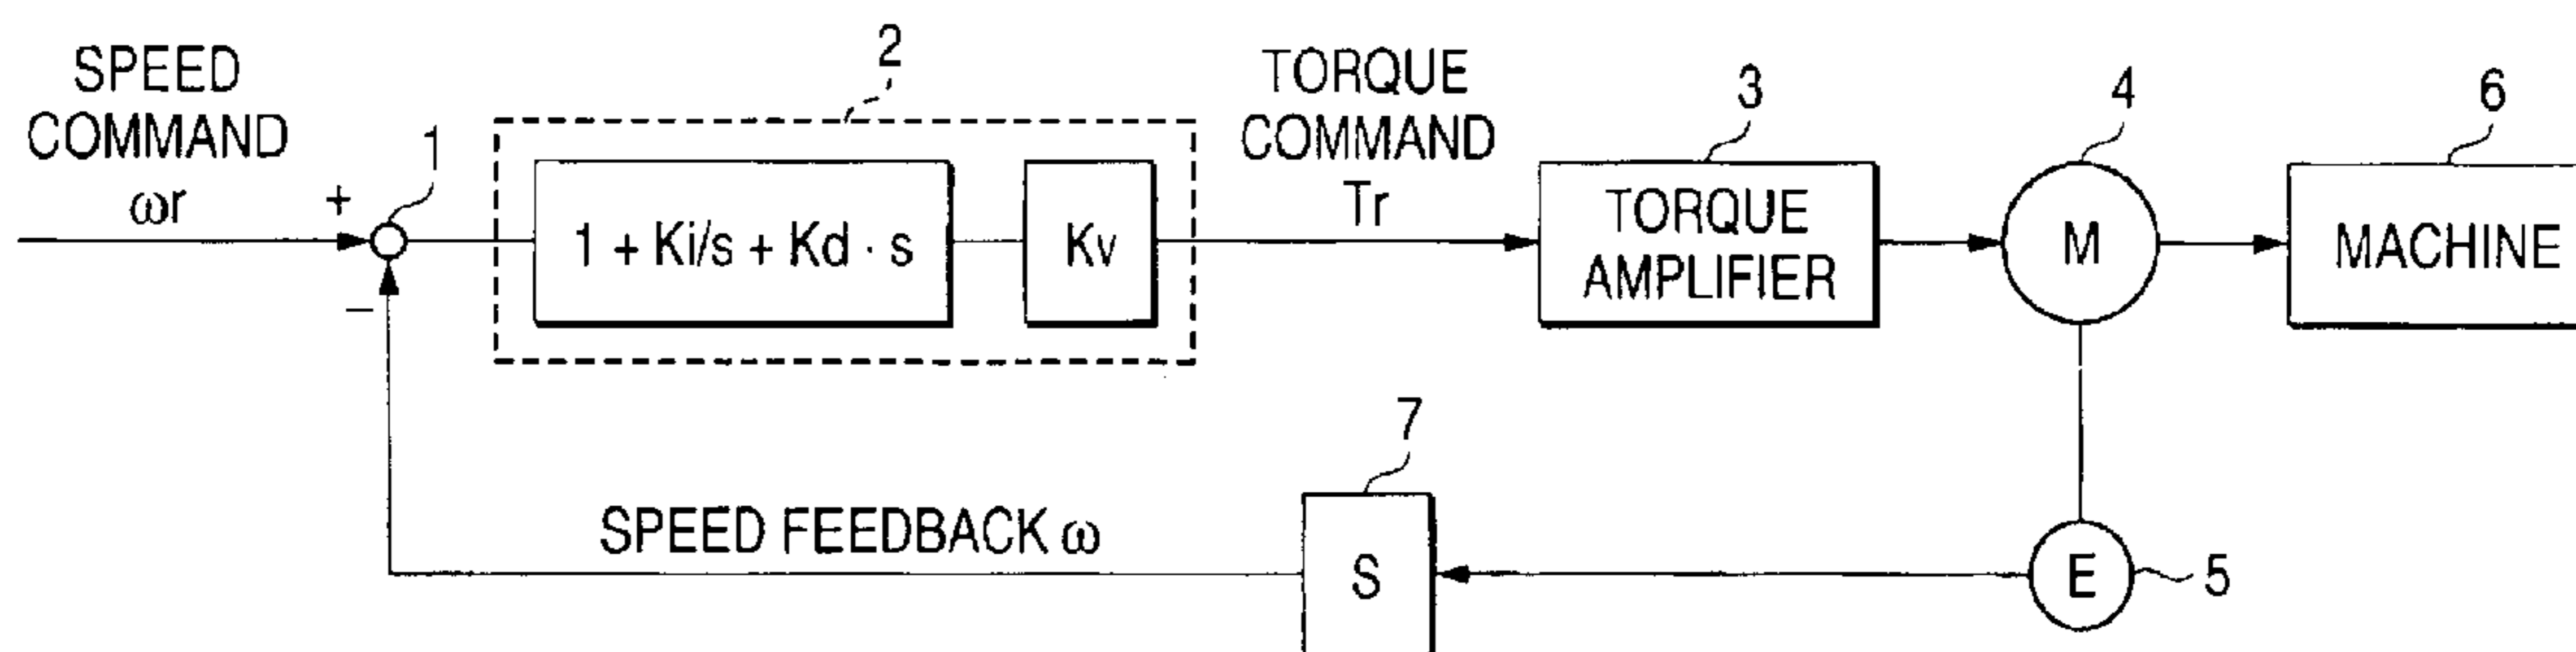 SPEED
COMMAND
ωr
+
−
1
2
1 + Ki/s + Kd · s
Kv
TORQUE
COMMAND
Tr
3
TORQUE
AMPLIFIER
4
M
6
MACHINE
7
SPEED FEEDBACK ω
S
E
5